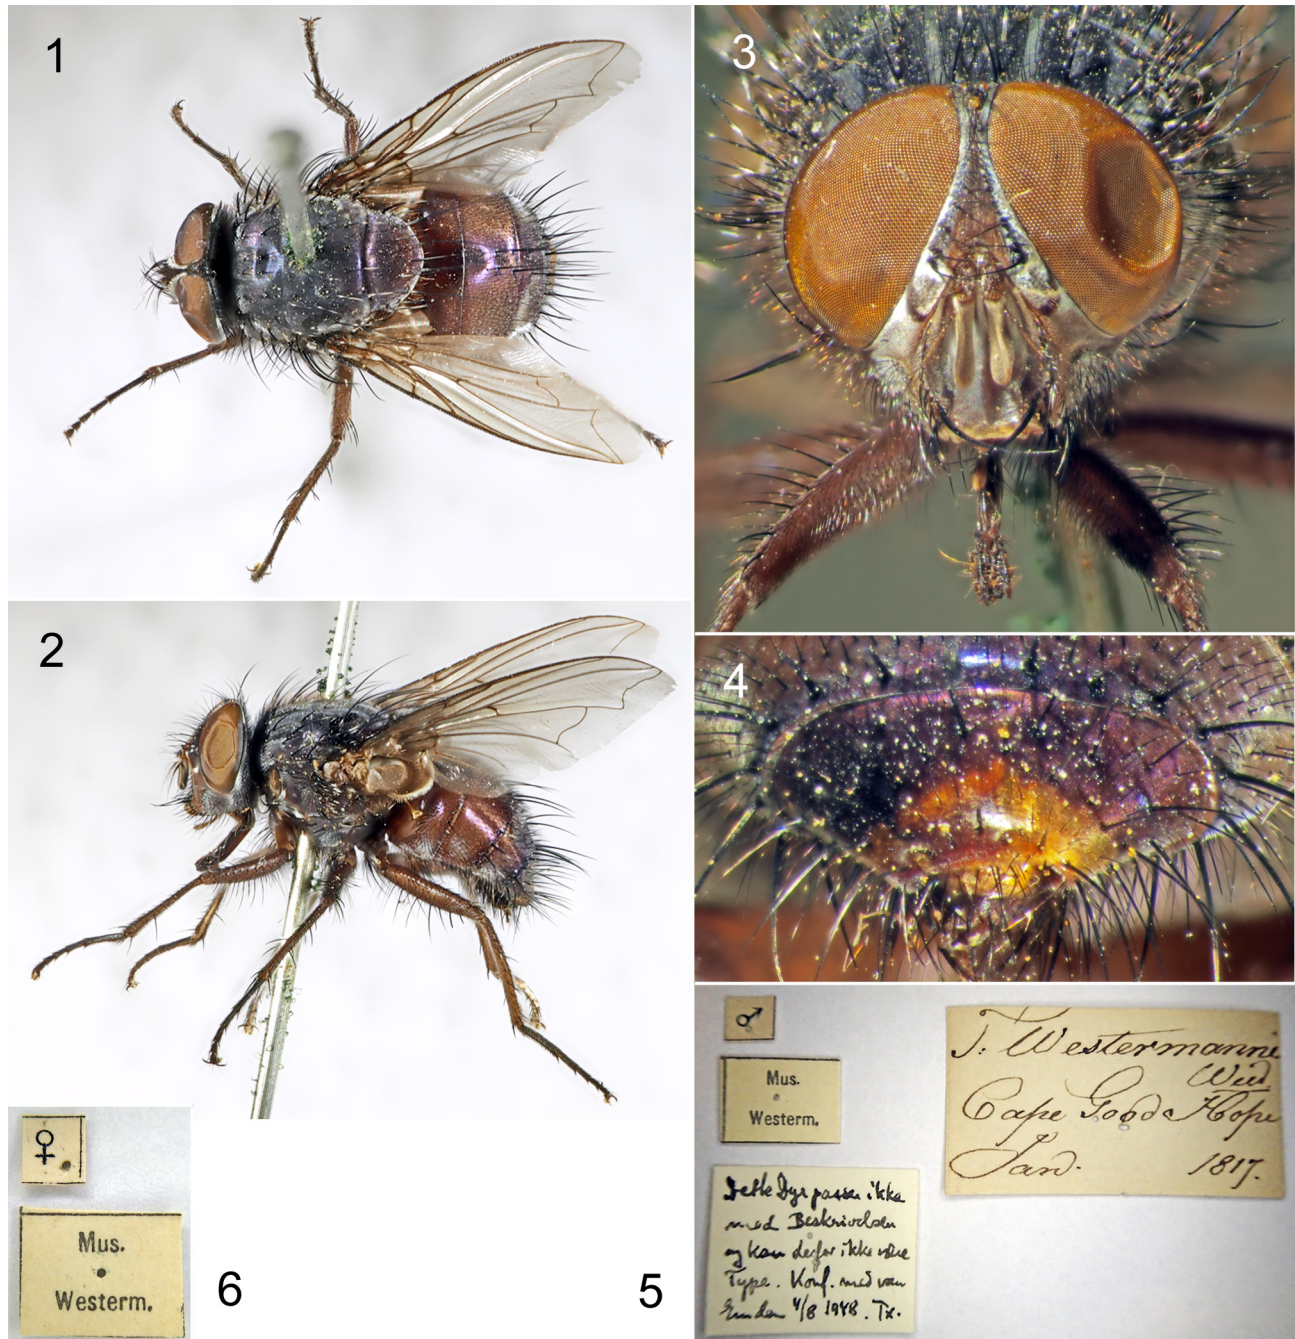 1
2
3
4
♂
Mus.
Westerm.
T. Westermanni
Wied
Cape Good Hope
Jan. 1817.
Dette Dyr passer ikke
med Beskrivelsen
og kan derfor ikke være
Type. Konf. med van
Emden 4/8 1948. Tx.
5
♀
Mus.
Westerm.
6